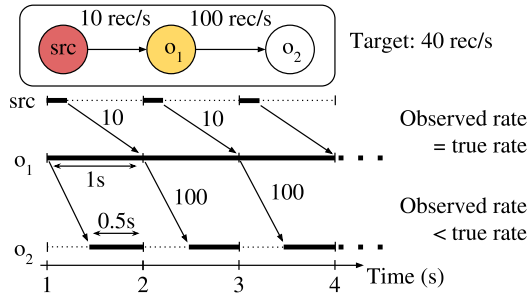 10 rec/s 100 rec/s
src o1 o2 Target: 40 rec/s
src
10 10
Observed rate
= true rate
o1
1s
100 100
Observed rate
< true rate
0.5s
o2
Time (s)
1 2 3 4